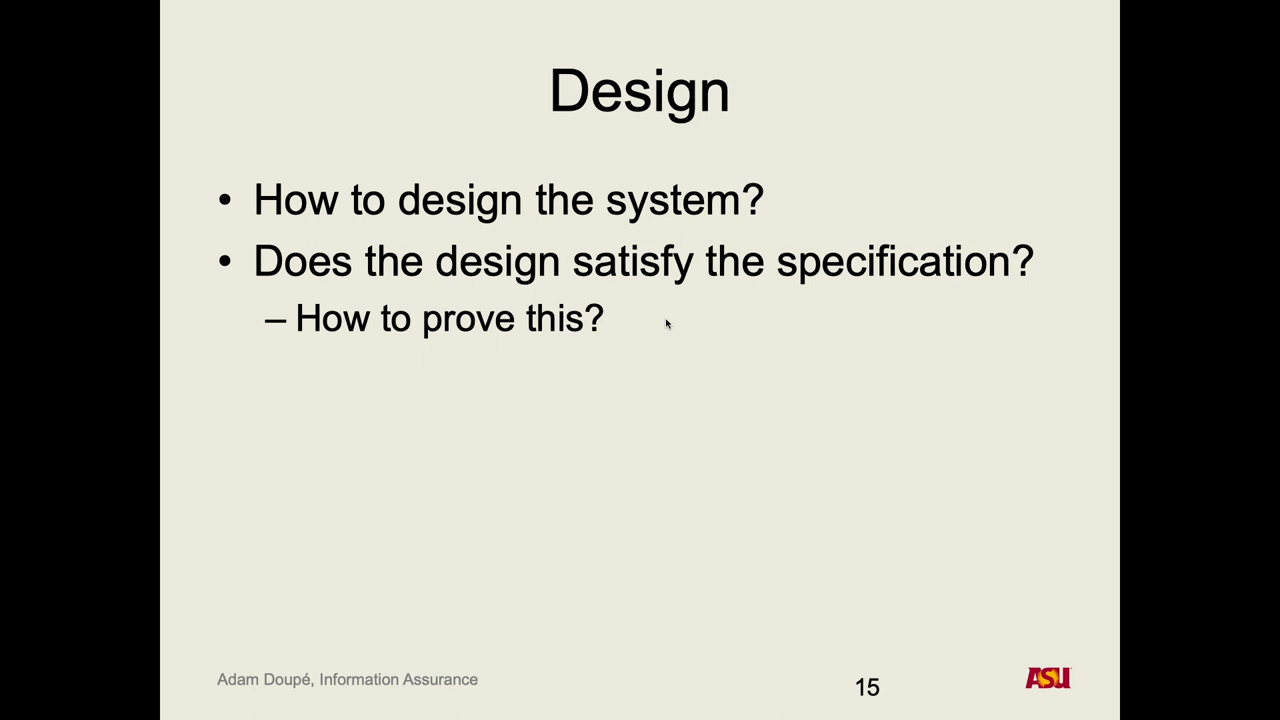 Design
• How to design the system?
• Does the design satisfy the specification?
– How to prove this?
Adam Doupé, Information Assurance
15
ASU